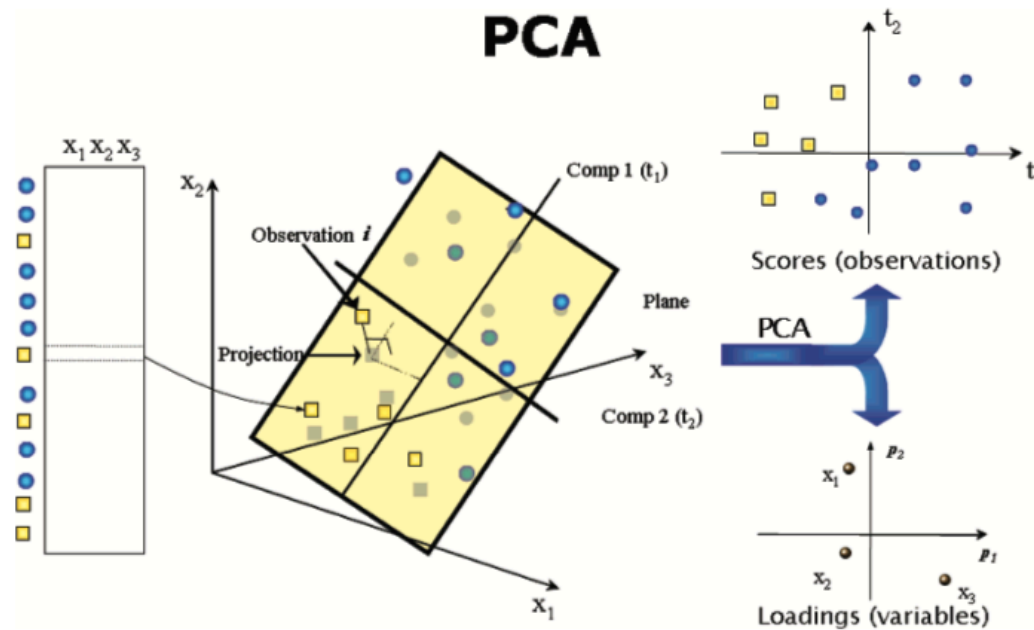 PCA
x₁ x₂ x₃
x₂
Observation i
Projection
Comp 1 (t₁)
Plane
x₃
Comp 2 (t₂)
x₁
t₂
t
Scores (observations)
PCA
p₂
x₁
p₁
x₂
x₃
Loadings (variables)